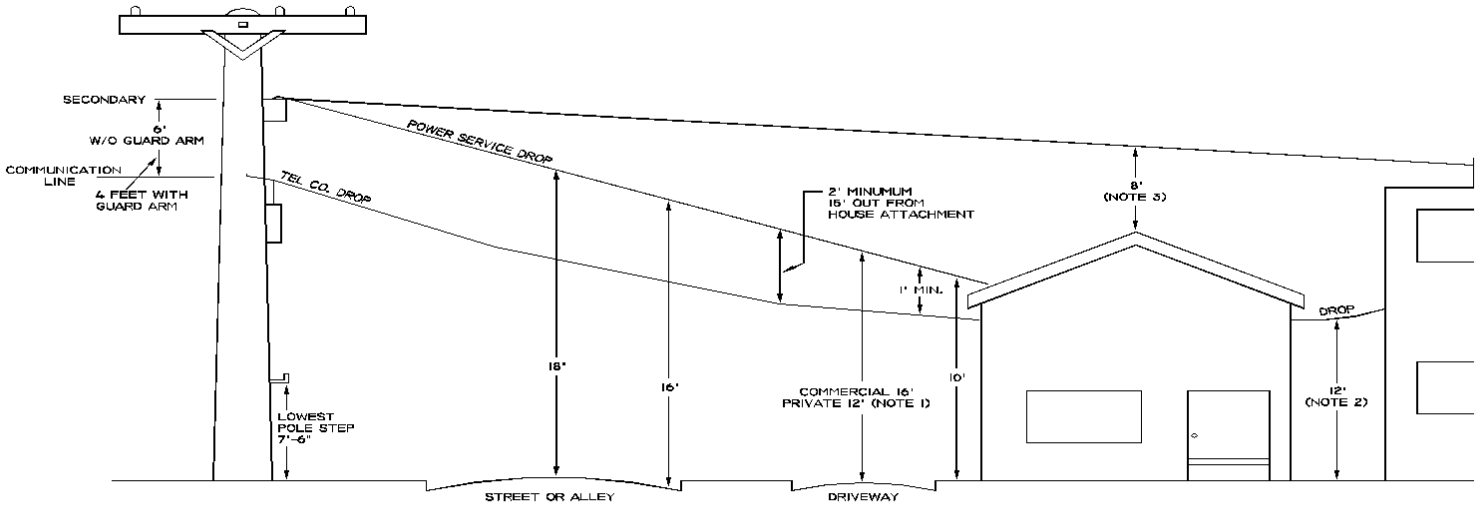 SECONDARY
6'
W/O GUARD ARM
COMMUNICATION
LINE
4 FEET WITH
GUARD ARM
POWER SERVICE DROP
TEL CO. DROP
2' MINUMUM
15' OUT FROM
HOUSE ATTACHMENT
8'
(NOTE 3)
1' MIN.
DROP
18'
16'
COMMERCIAL 16'
PRIVATE 12' (NOTE 1)
10'
12'
(NOTE 2)
LOWEST
POLE STEP
7'-6"
STREET OR ALLEY
DRIVEWAY